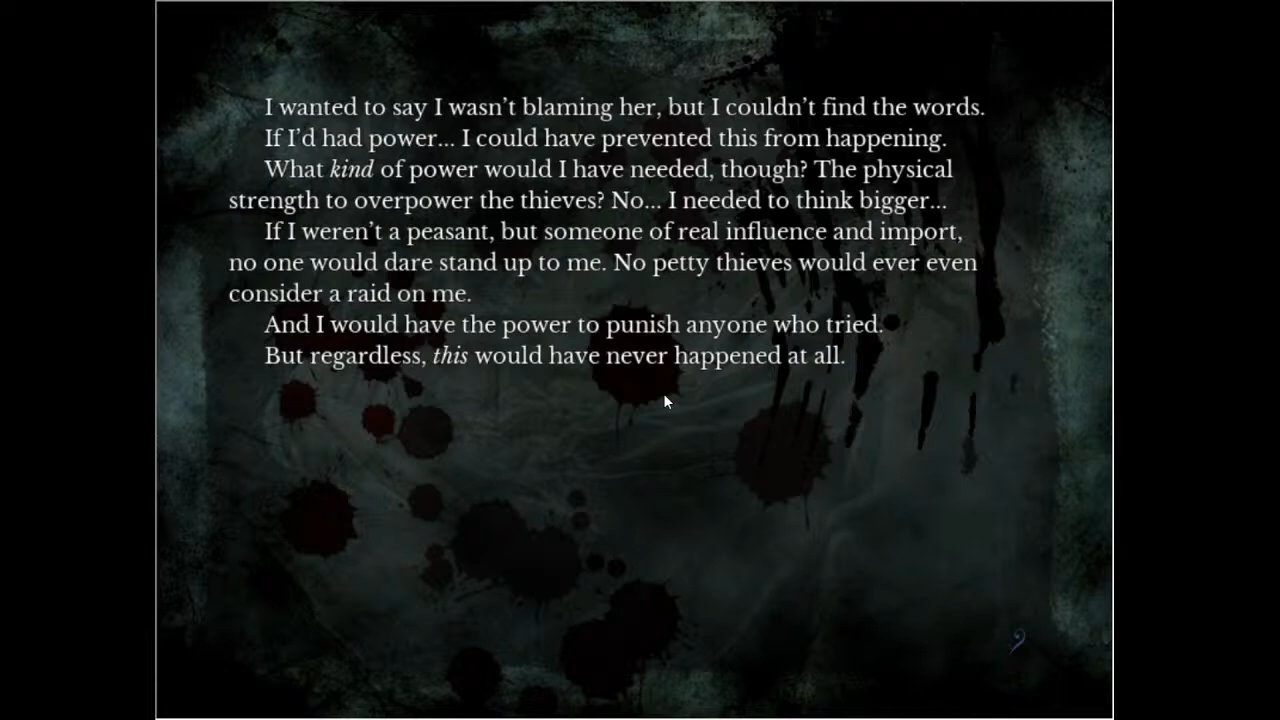 I wanted to say I wasn’t blaming her, but I couldn’t find the words.
If I’d had power... I could have prevented this from happening.
What kind of power would I have needed, though? The physical
strength to overpower the thieves? No... I needed to think bigger...
If I weren’t a peasant, but someone of real influence and import,
no one would dare stand up to me. No petty thieves would ever even
consider a raid on me.
And I would have the power to punish anyone who tried.
But regardless, this would have never happened at all.